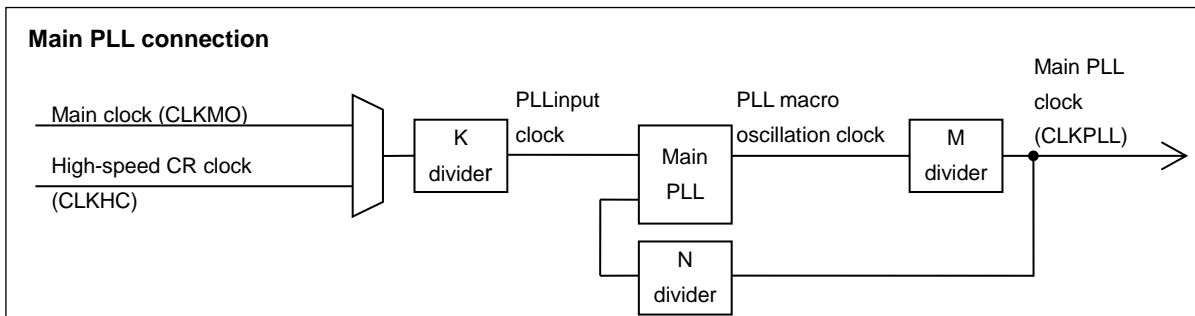 Main PLL connection
Main clock (CLKMO)
High-speed CR clock
(CLKHC)
K
divider
PLLinput
clock
Main
PLL
PLL macro
oscillation clock
M
divider
Main PLL
clock
(CLKPLL)
N
divider